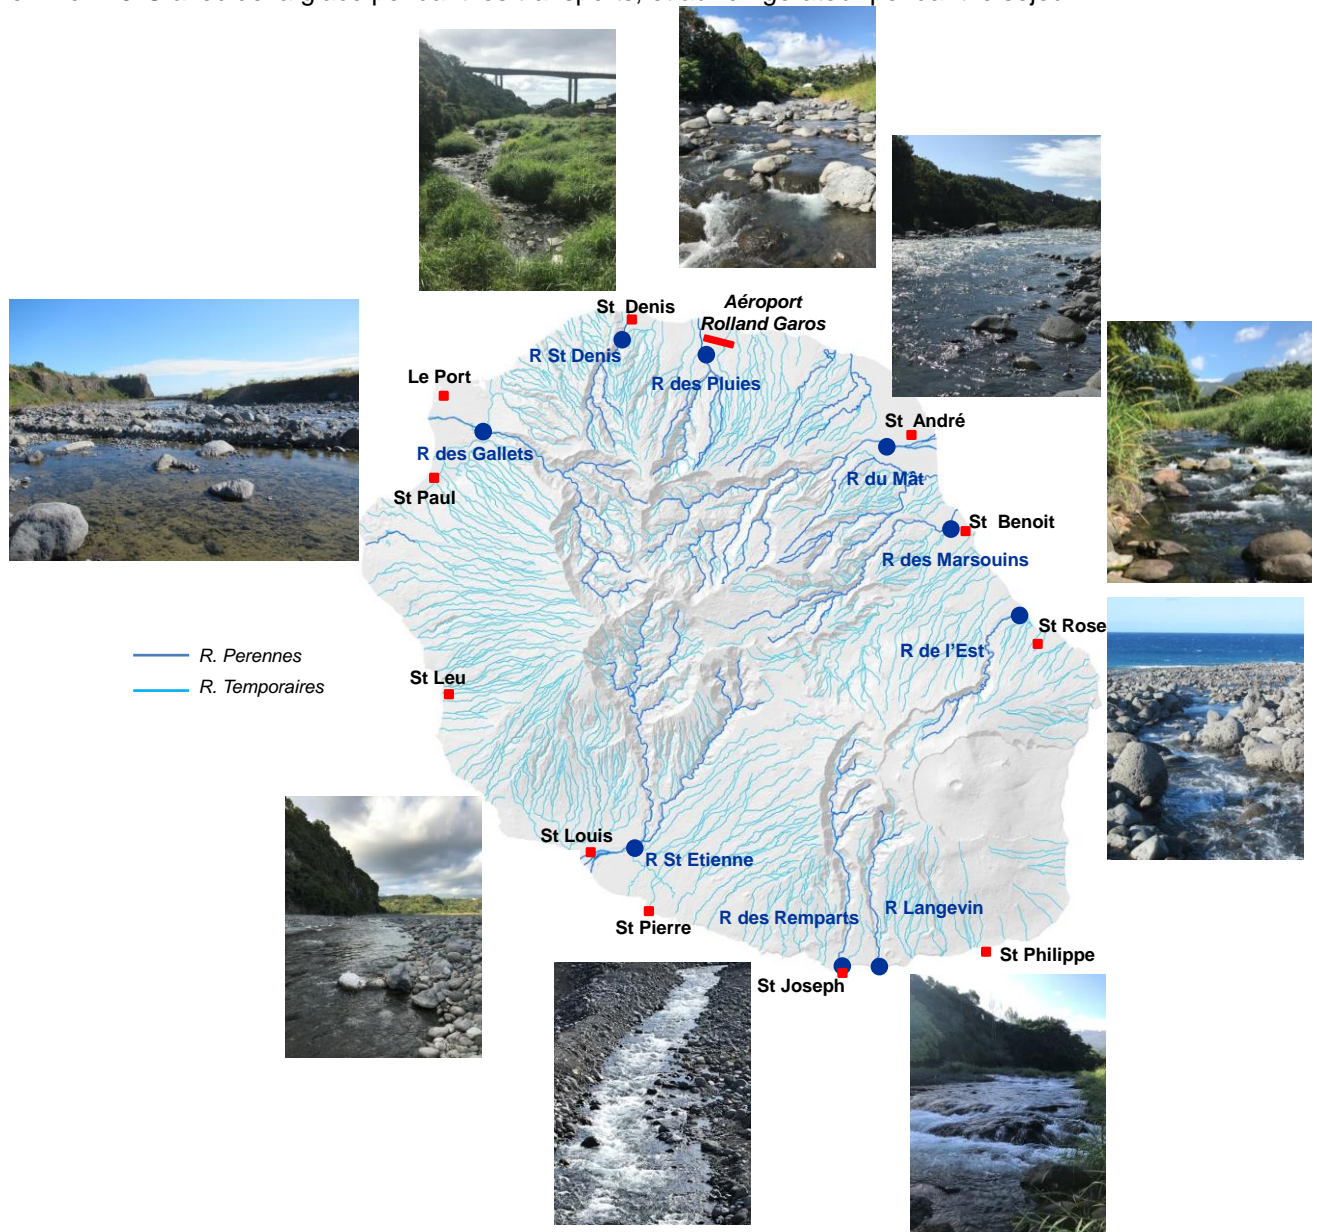 St Denis
Aéroport
Rolland Garos
R St Denis
R des Pluies
Le Port
St André
R des Gallets
R du Mât
St Paul
St Benoit
R des Marsouins
St Rose
R de l'Est
R. Perennes
R. Temporaires
St Leu
St Louis
R St Etienne
R des Remparts
R Langevin
St Pierre
St Philippe
St Joseph